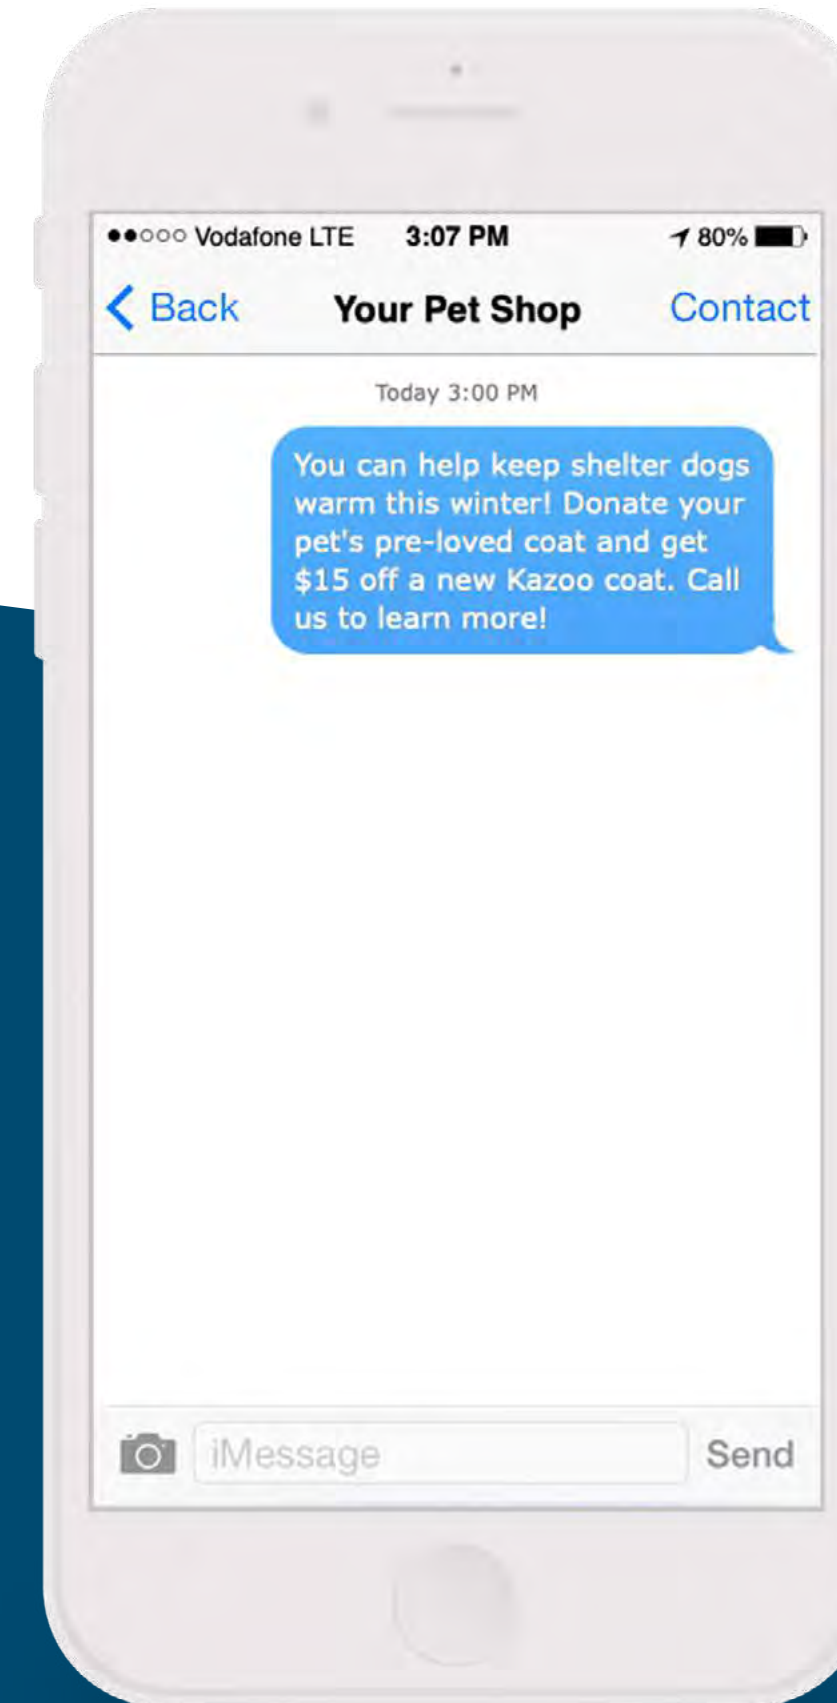 ●●○○○ Vodafone LTE 3:07 PM 80%
Back Your Pet Shop Contact
Today 3:00 PM
You can help keep shelter dogs
warm this winter! Donate your
pet's pre-loved coat and get
$15 off a new Kazoo coat. Call
us to learn more!
iMessage Send